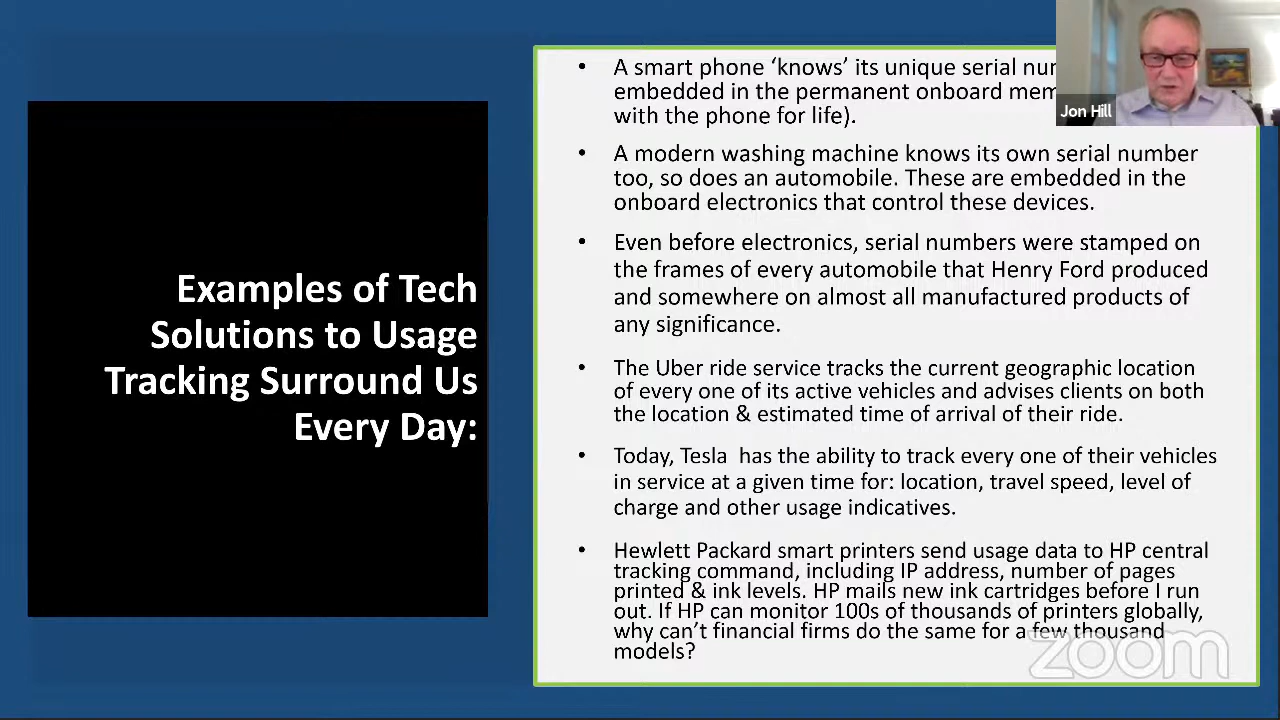 Examples of Tech
Solutions to Usage
Tracking Surround Us
Every Day:
• A smart phone ‘knows’ its unique serial
embedded in the permanent onboard
with the phone for life).
• A modern washing machine knows its own serial number
too, so does an automobile. These are embedded in the
onboard electronics that control these devices.
• Even before electronics, serial numbers were stamped on
the frames of every automobile that Henry Ford produced
and somewhere on almost all manufactured products of
any significance.
• The Uber ride service tracks the current geographic location
of every one of its active vehicles and advises clients on both
the location & estimated time of arrival of their ride.
• Today, Tesla has the ability to track every one of their vehicles
in service at a given time for: location, travel speed, level of
charge and other usage indicatives.
• Hewlett Packard smart printers send usage data to HP central
tracking command, including IP address, number of pages
printed & ink levels. HP mails new ink cartridges before I run
out. If HP can monitor 100s of thousands of printers globally,
why can’t financial firms do the same for a few thousand
models?
Jon Hill
zoom